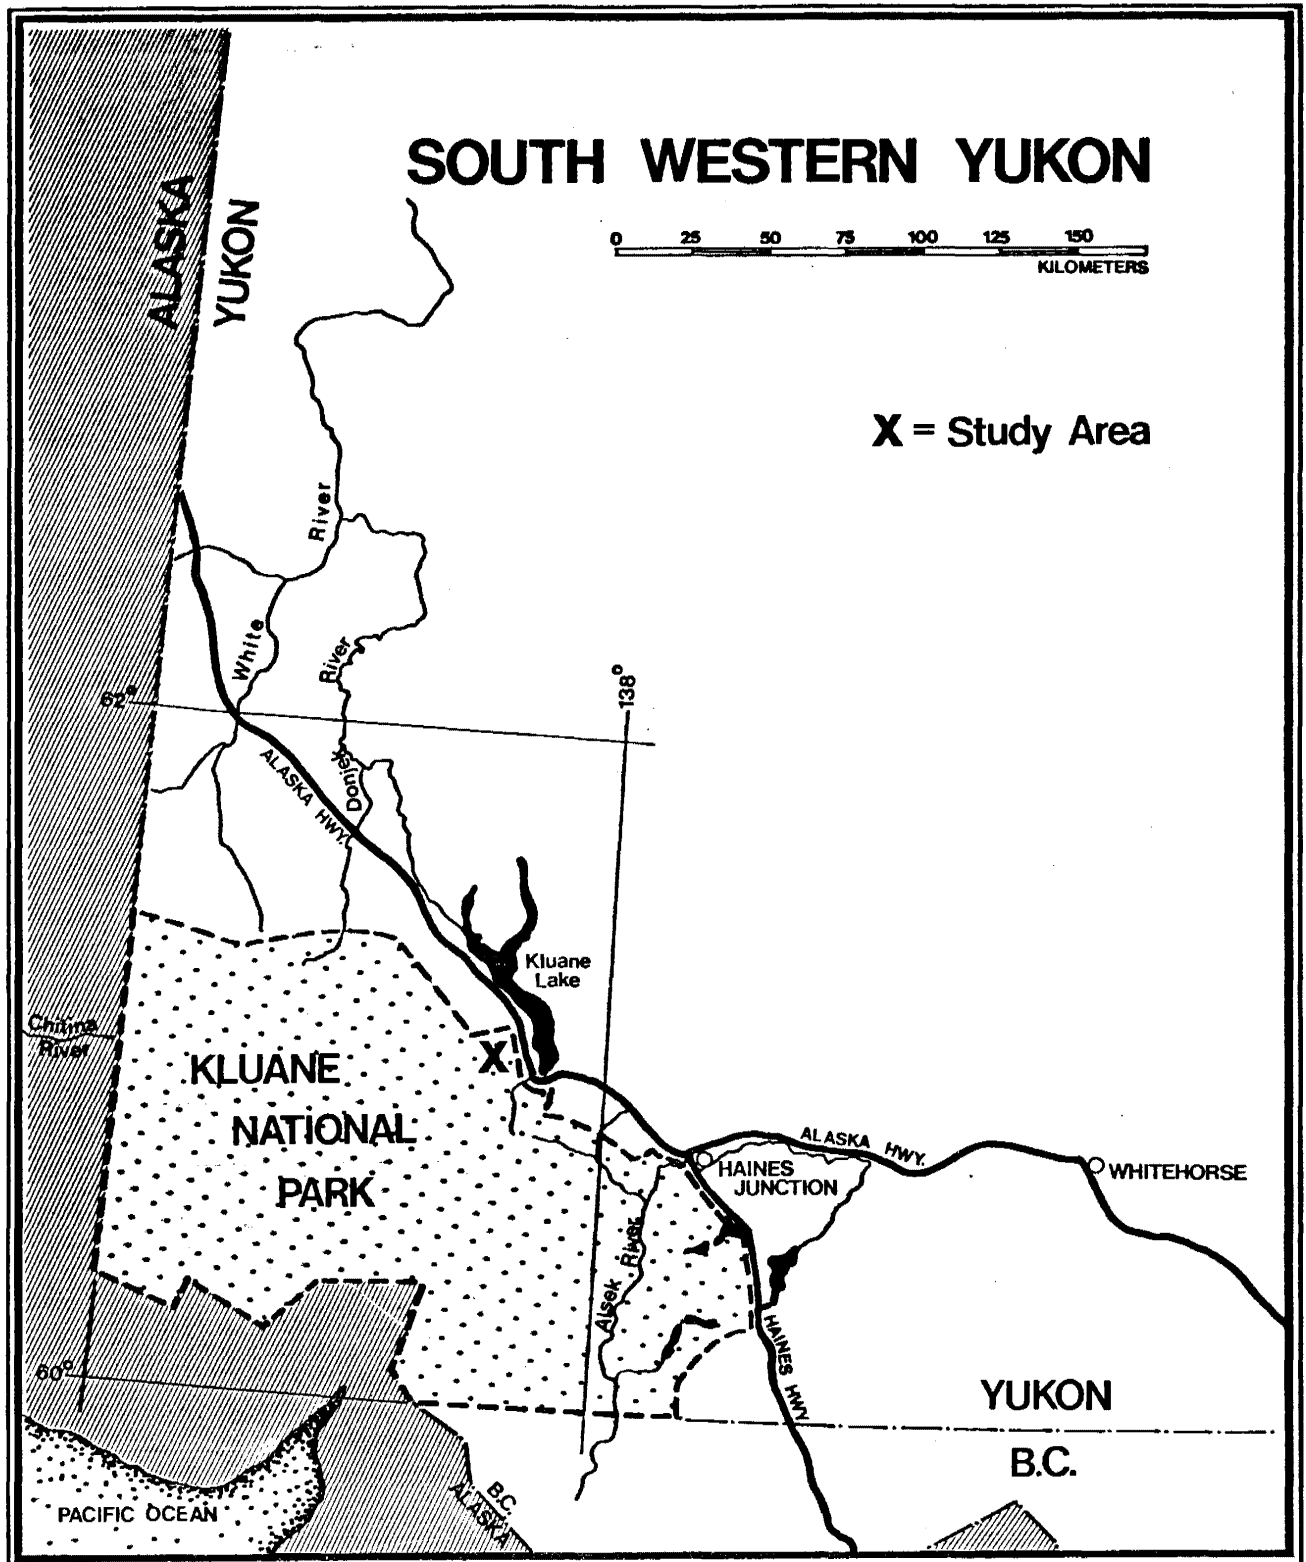 SOUTH WESTERN YUKON
0 25 50 75 100 125 150
KILOMETERS
ALASKA
YUKON
X = Study Area
River
White
River
62°
138°
Donjek
ALASKA HWY.
Kluane
Lake
Chitina
River
X
KLUANE
NATIONAL
PARK
ALASKA HWY.
HAINES
JUNCTION
WHITEHORSE
Alsek River
HAINES HWY
60°
YUKON
B.C.
B.C.
ALASKA
PACIFIC OCEAN